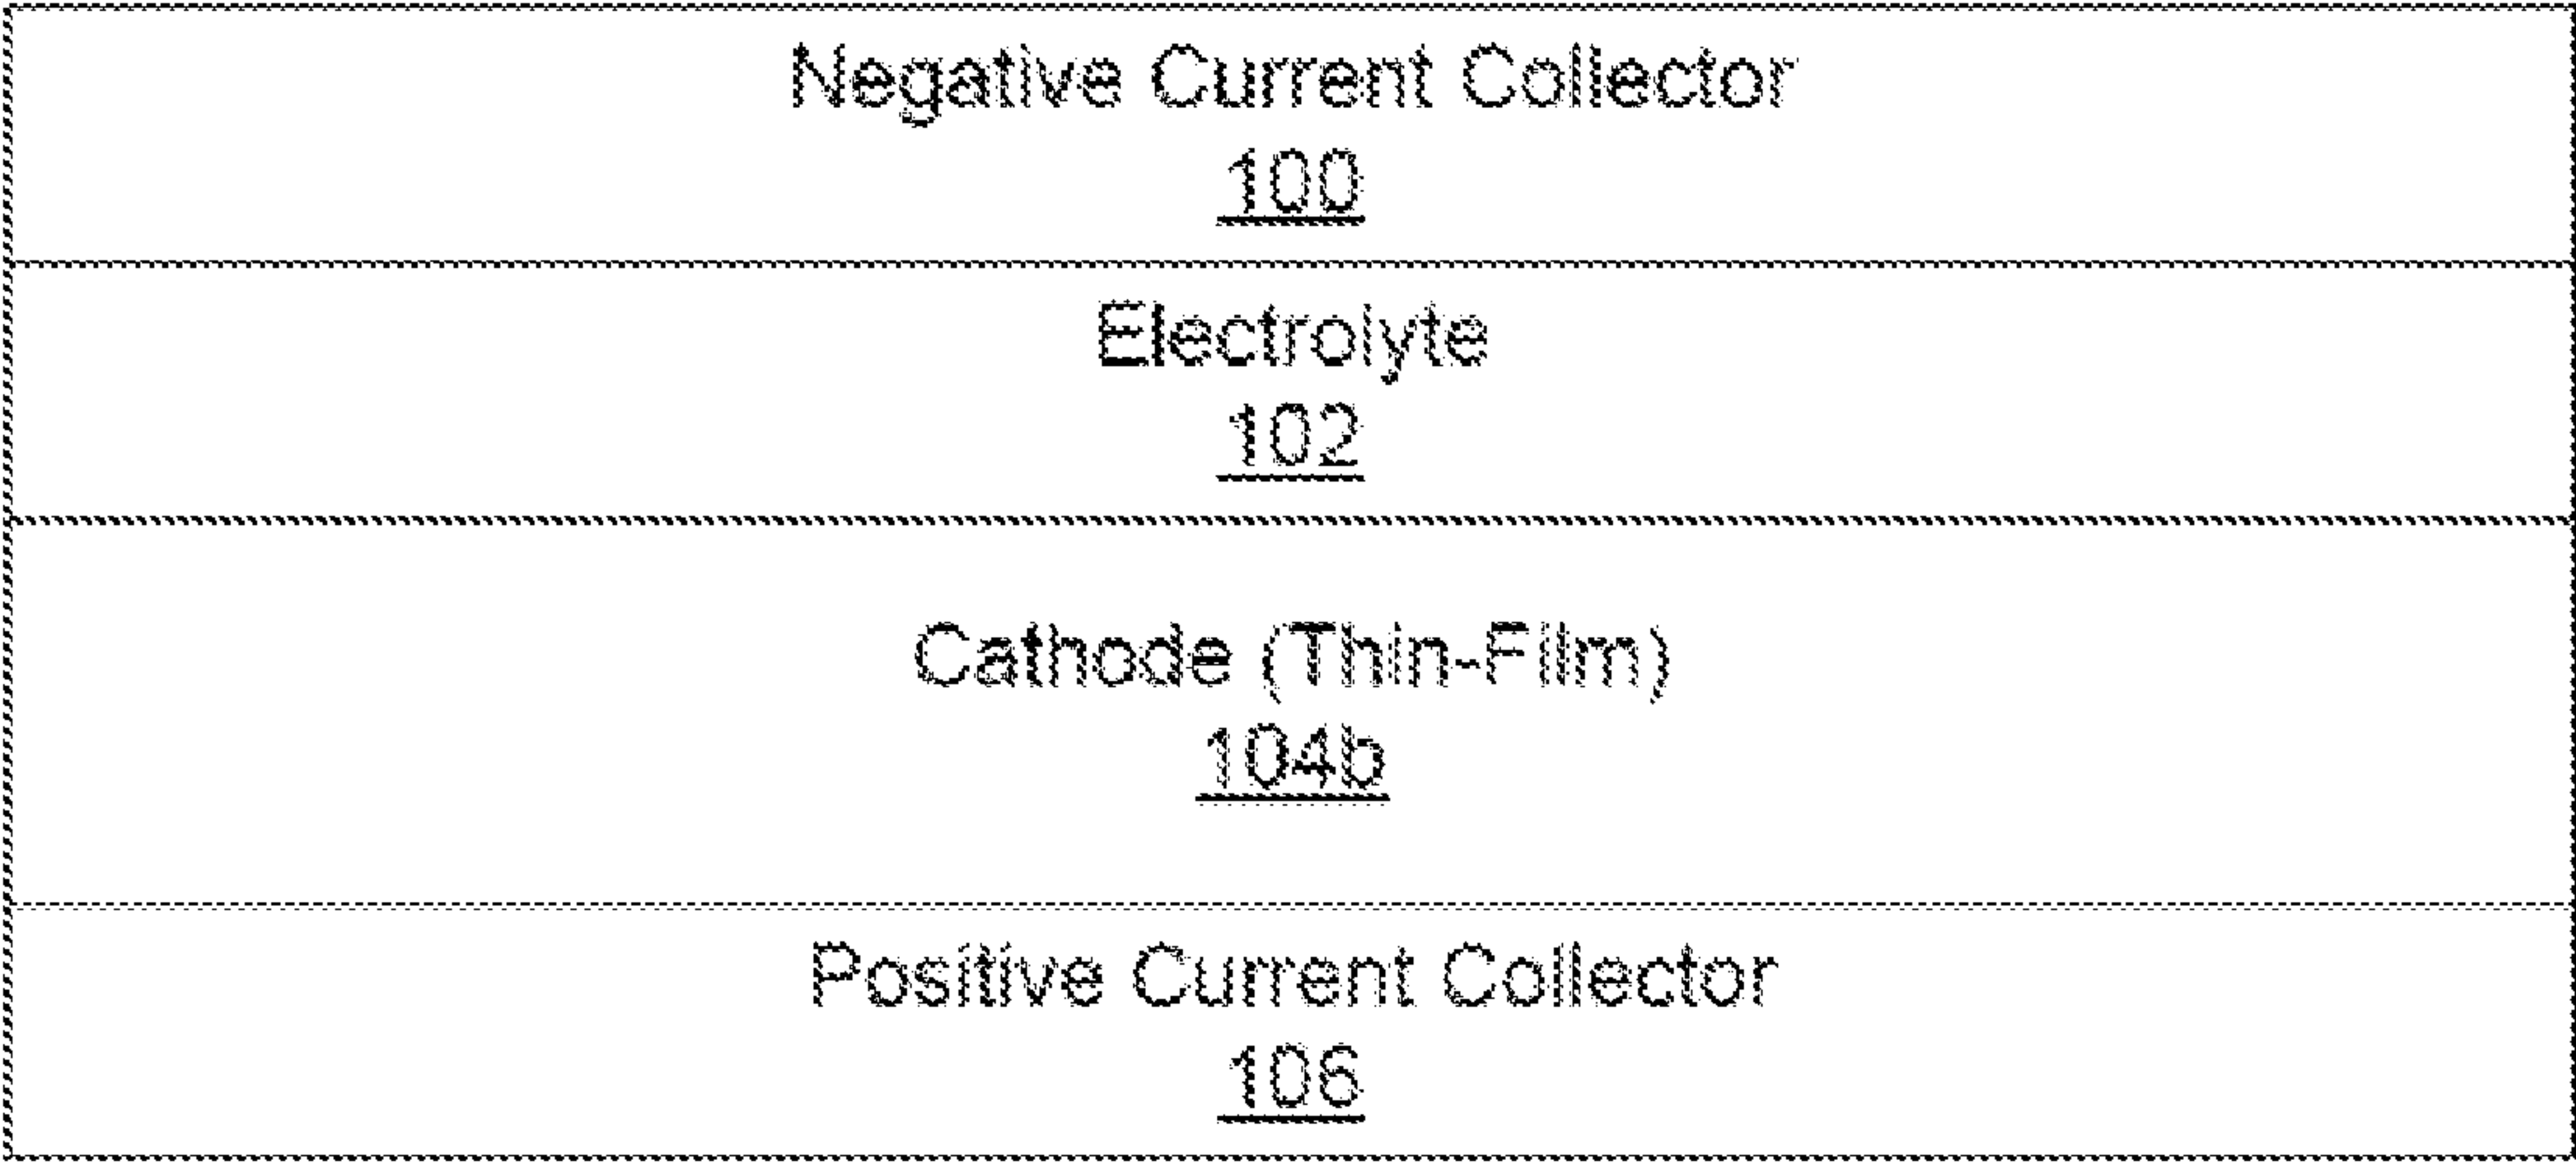 Negative Current Collector
100
Electrolyte
102
Cathode (Thin-Film)
104b
Positive Current Collector
106